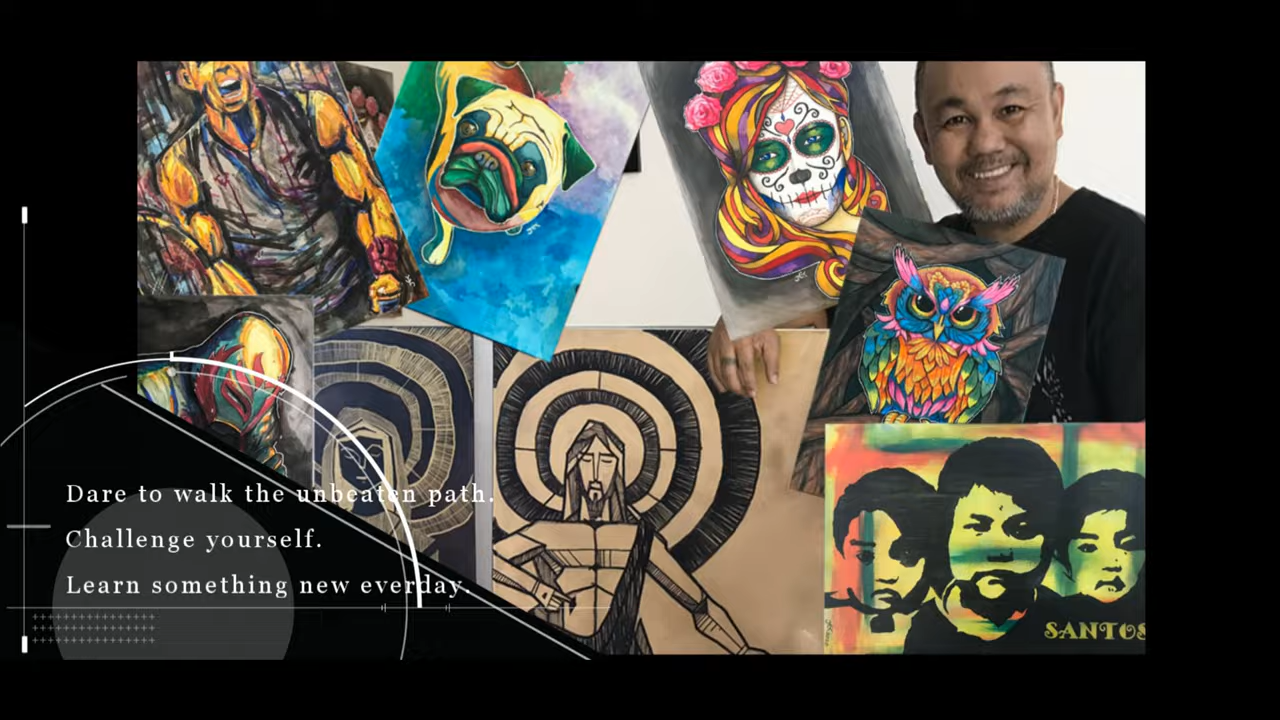 Dare to walk the unbeaten path.
Challenge yourself.
Learn something new everday.
SANTOS